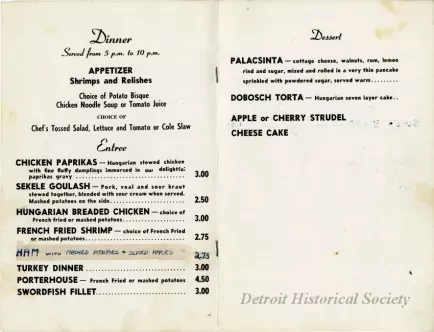 Dinner
Served from 5 p.m. to 10 p.m.
APPETIZER
Shrimps and Relishes
Choice of Potato Bisque
Chicken Noodle Soup or Tomato Juice
CHOICE OF
Chef's Tossed Salad, Lettuce and Tomato or Cole Slaw
Entree
CHICKEN PAPRIKAS — Hungarian stewed chicken
with fine fluffy dumplings immersed in our delightful
paprikas gravy 3.00
SEKELE GOULASH — Pork, veal and sour kraut
stewed together, blended with sour cream when served.
Mashed potatoes on the side 2.50
HUNGARIAN BREADED CHICKEN — choice of
French fried or mashed potatoes 3.00
FRENCH FRIED SHRIMP — choice of French Fried
or mashed potatoes 2.75
HAM WITH MASHED POTATOES + SLICED APPLES 2.75
TURKEY DINNER 3.00
PORTERHOUSE — French Fried or mashed potatoes 4.50
SWORDFISH FILLET 3.00
Dessert
PALACSINTA — cottage cheese, walnuts, rum, lemon
ried and sugar, mixed and rolled in a very thin pancake
sprinkled with powdered sugar, served warm
DOBOSCH TORTA — Hungarian seven layer cake
APPLE or CHERRY STRUDEL
CHEESE CAKE
Detroit Historical Society